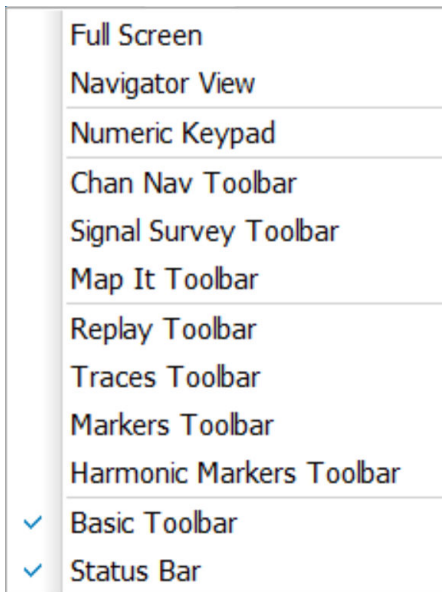 Full Screen
Navigator View
Numeric Keypad
Chan Nav Toolbar
Signal Survey Toolbar
Map It Toolbar
Replay Toolbar
Traces Toolbar
Markers Toolbar
Harmonic Markers Toolbar
Basic Toolbar
Status Bar